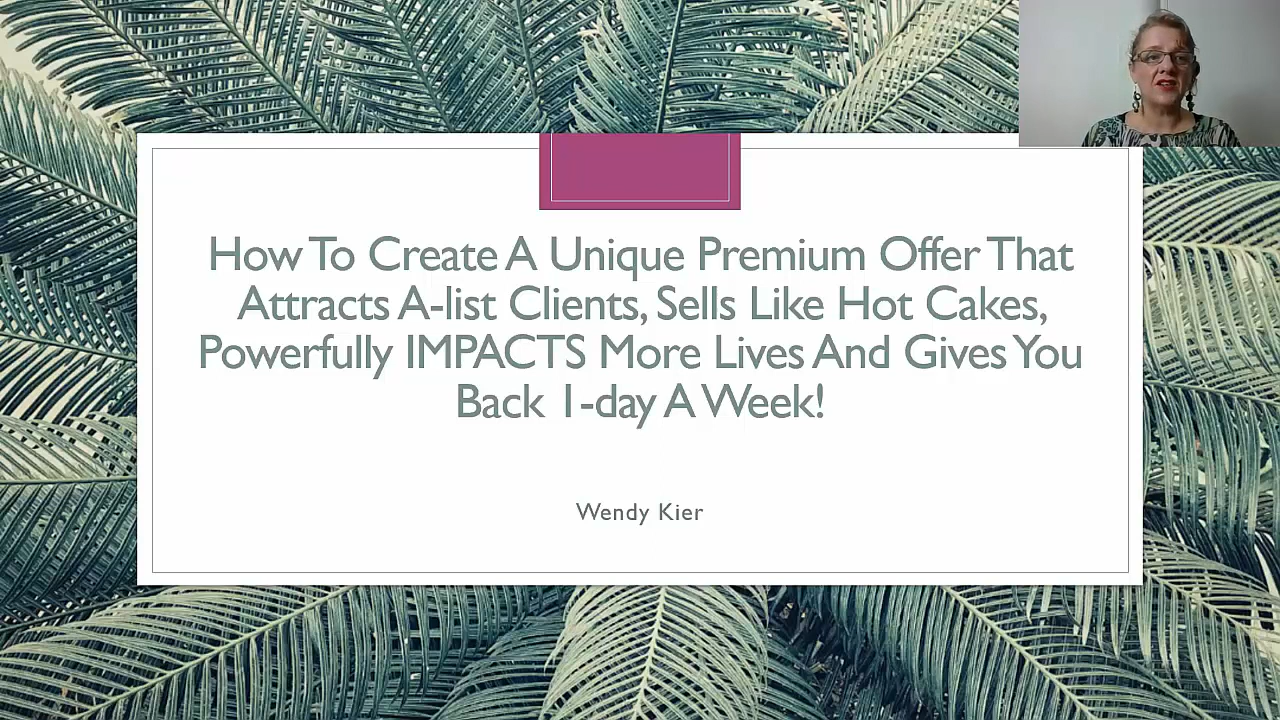 How To Create A Unique Premium Offer That
Attracts A-list Clients, Sells Like Hot Cakes,
Powerfully IMPACTS More Lives And Gives You
Back 1-day A Week!
Wendy Kier